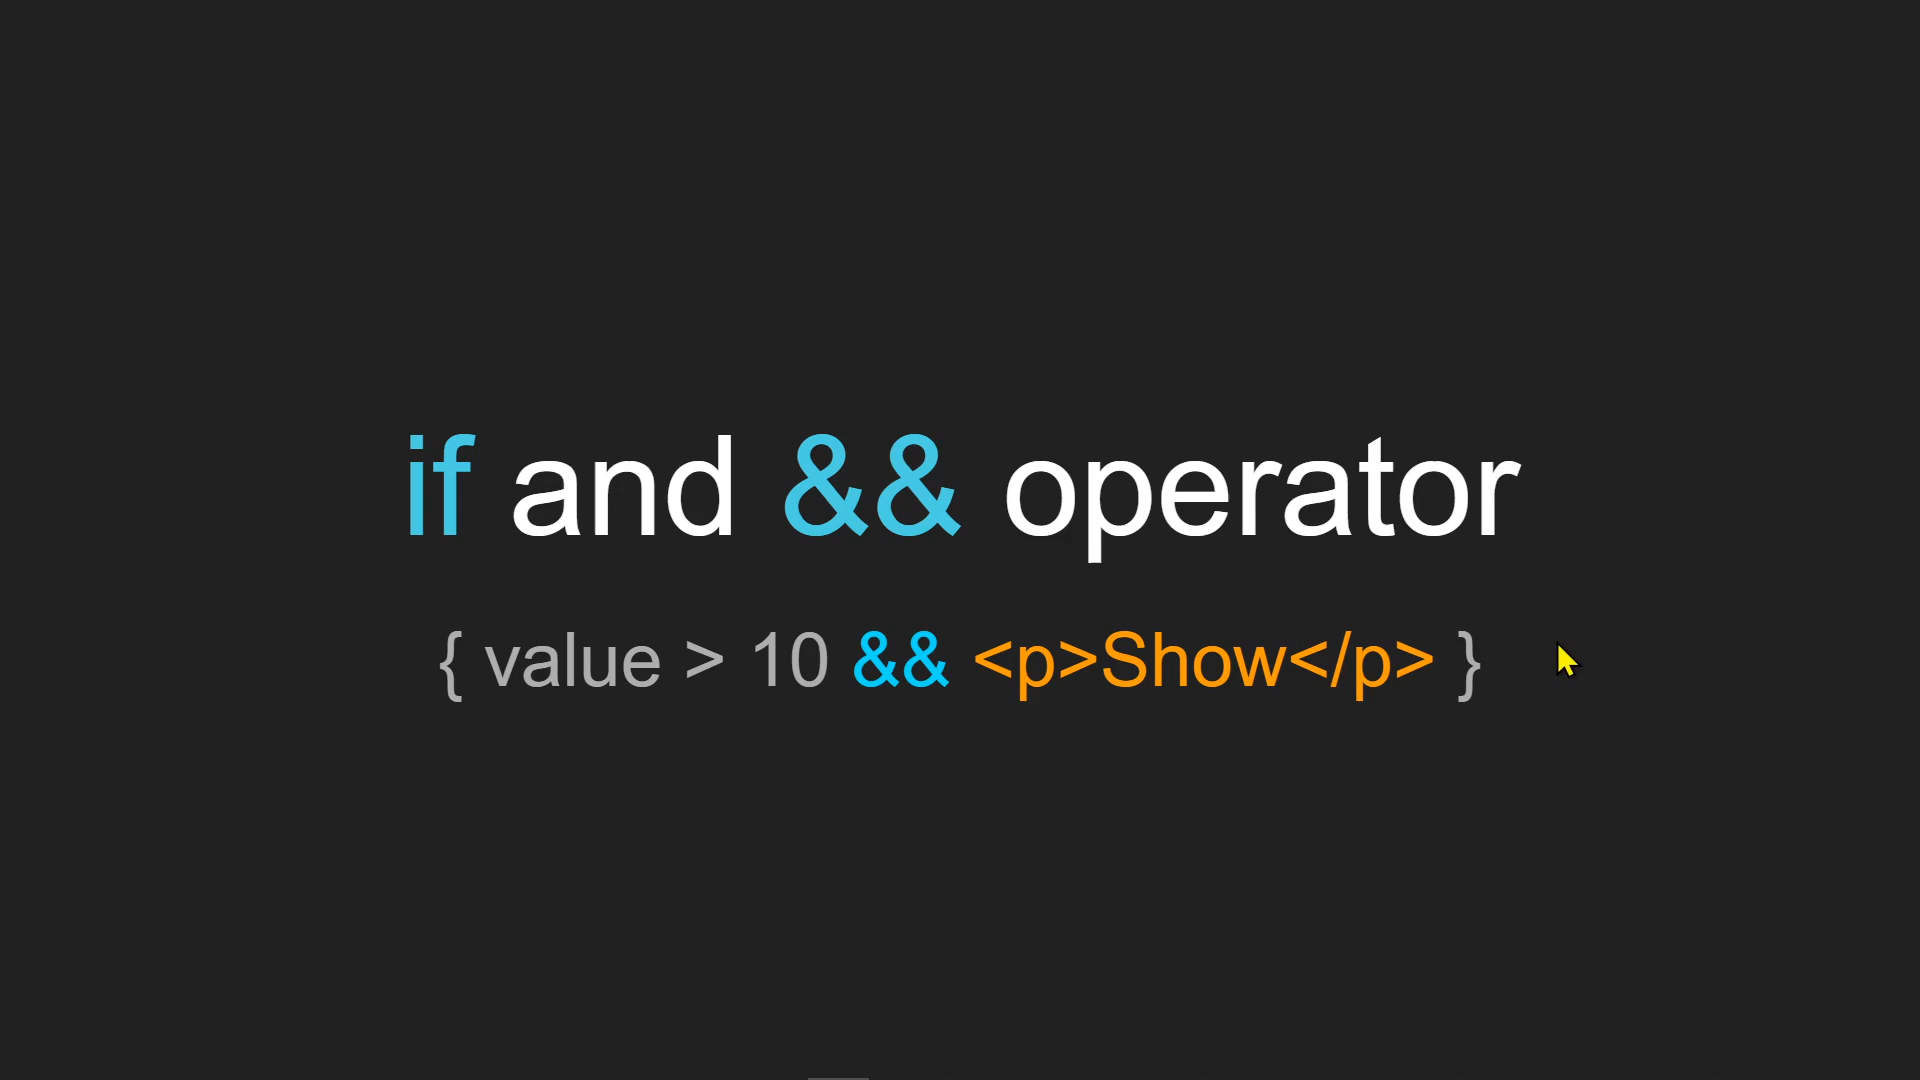 if and && operator
{ value > 10 && <p>Show</p> }